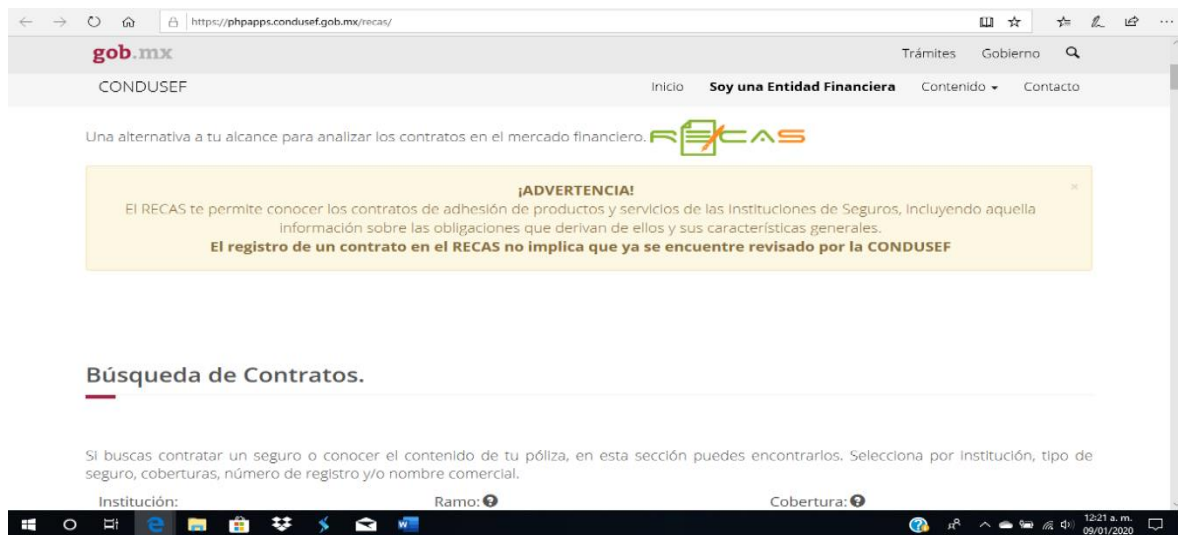 https://phpapps.condusef.gob.mx/recas/
gob.mx
Trámites Gobierno
CONDUSEF
Inicio Soy una Entidad Financiera Contenido Contacto
Una alternativa a tu alcance para analizar los contratos en el mercado financiero. RECAS
¡ADVERTENCIA!
El RECAS te permite conocer los contratos de adhesión de productos y servicios de las Instituciones de Seguros, incluyendo aquella
información sobre las obligaciones que derivan de ellos y sus características generales.
El registro de un contrato en el RECAS no implica que ya se encuentre revisado por la CONDUSEF
Búsqueda de Contratos.
Si buscas contratar un seguro o conocer el contenido de tu póliza, en esta sección puedes encontrarlos. Selecciona por institución, tipo de
seguro, coberturas, número de registro y/o nombre comercial.
Institución: Ramo: Cobertura:
12:21 a. m.
09/01/2020